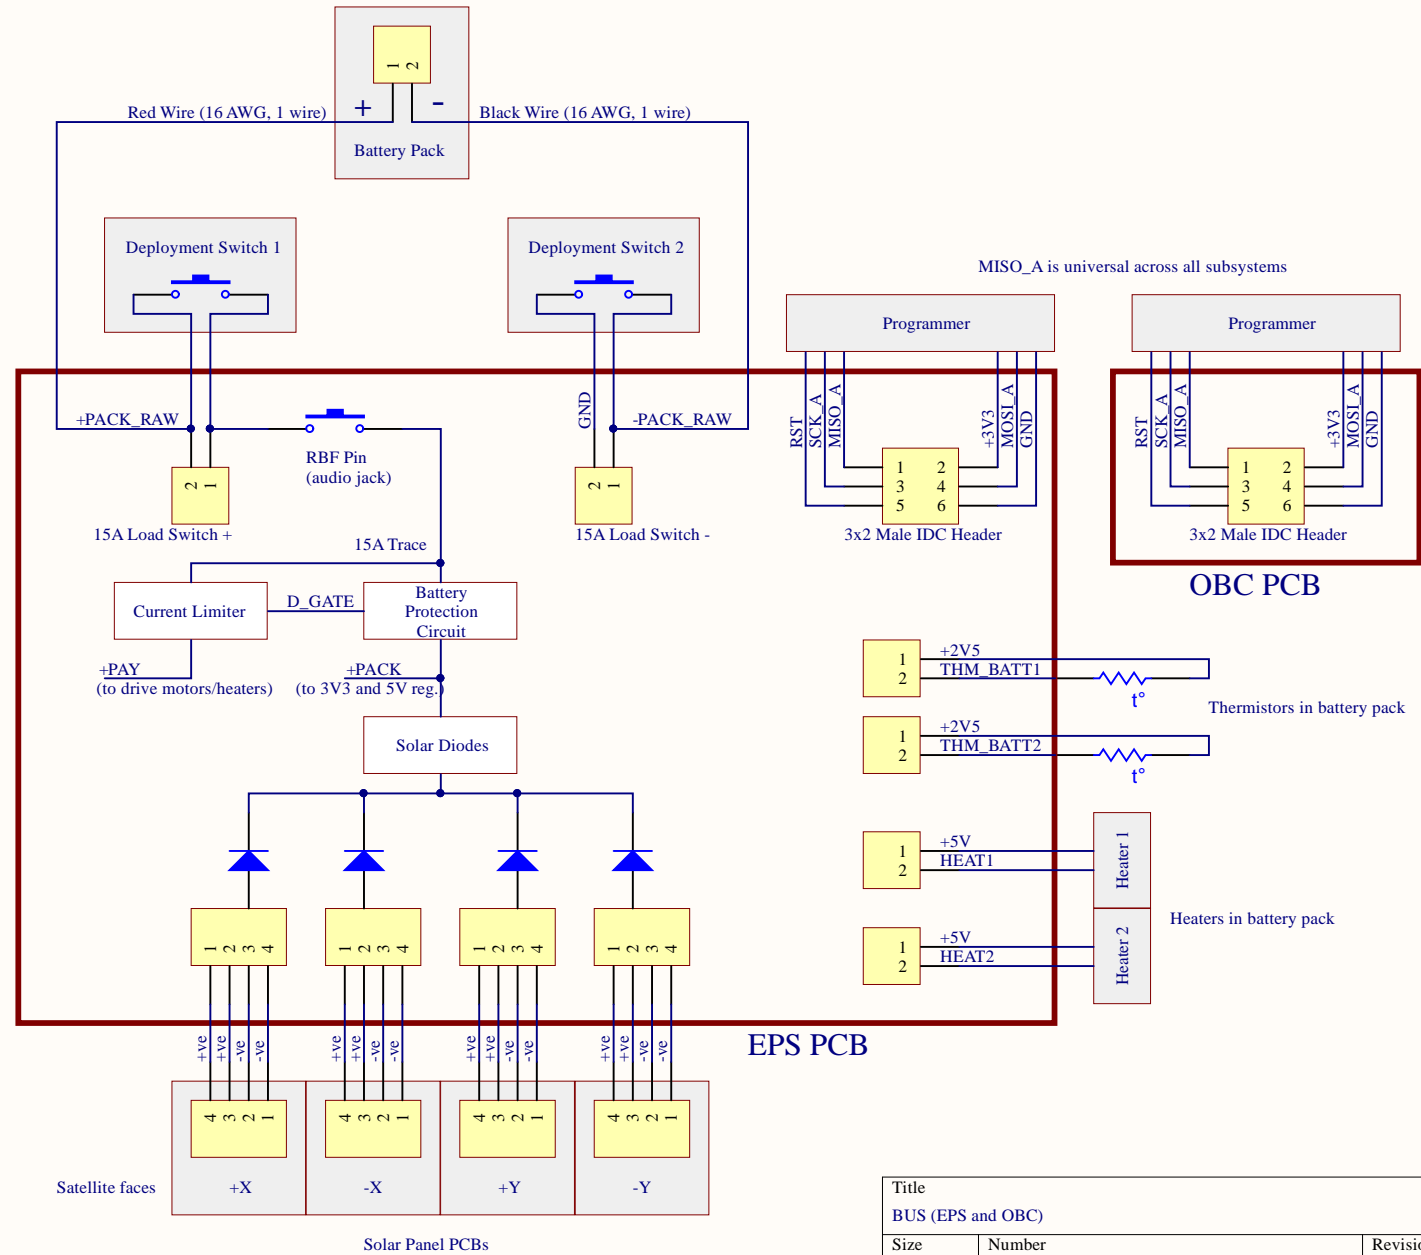 1 2
Red Wire (16 AWG, 1 wire) + - Black Wire (16 AWG, 1 wire)
Battery Pack
Deployment Switch 1
Deployment Switch 2
MISO_A is universal across all subsystems
Programmer
Programmer
+PACK_RAW
GND
-PACK_RAW
RST
SCK_A
MISO_A
+3V3
MOSI_A
GND
RST
SCK_A
MISO_A
+3V3
MOSI_A
GND
RBF Pin
(audio jack)
2 1
2 1
1 2
3 4
5 6
1 2
3 4
5 6
15A Load Switch +
15A Load Switch -
3x2 Male IDC Header
3x2 Male IDC Header
15A Trace
OBC PCB
Current Limiter
D_GATE
Battery
Protection
Circuit
+PAY
(to drive motors/heaters)
+PACK
(to 3V3 and 5V reg.)
1 +2V5
2 THM_BATT1
t°
Thermistors in battery pack
1 +2V5
2 THM_BATT2
t°
Solar Diodes
1 +5V
2 HEAT1
Heater 1
Heaters in battery pack
1 +5V
2 HEAT2
Heater 2
1 2 3 4
1 2 3 4
1 2 3 4
1 2 3 4
EPS PCB
+ve +ve -ve -ve
+ve +ve -ve -ve
+ve +ve -ve -ve
+ve +ve -ve -ve
4 3 2 1
4 3 2 1
4 3 2 1
4 3 2 1
Satellite faces +X -X +Y -Y
Solar Panel PCBs
Title
BUS (EPS and OBC)
Size Number Revisio